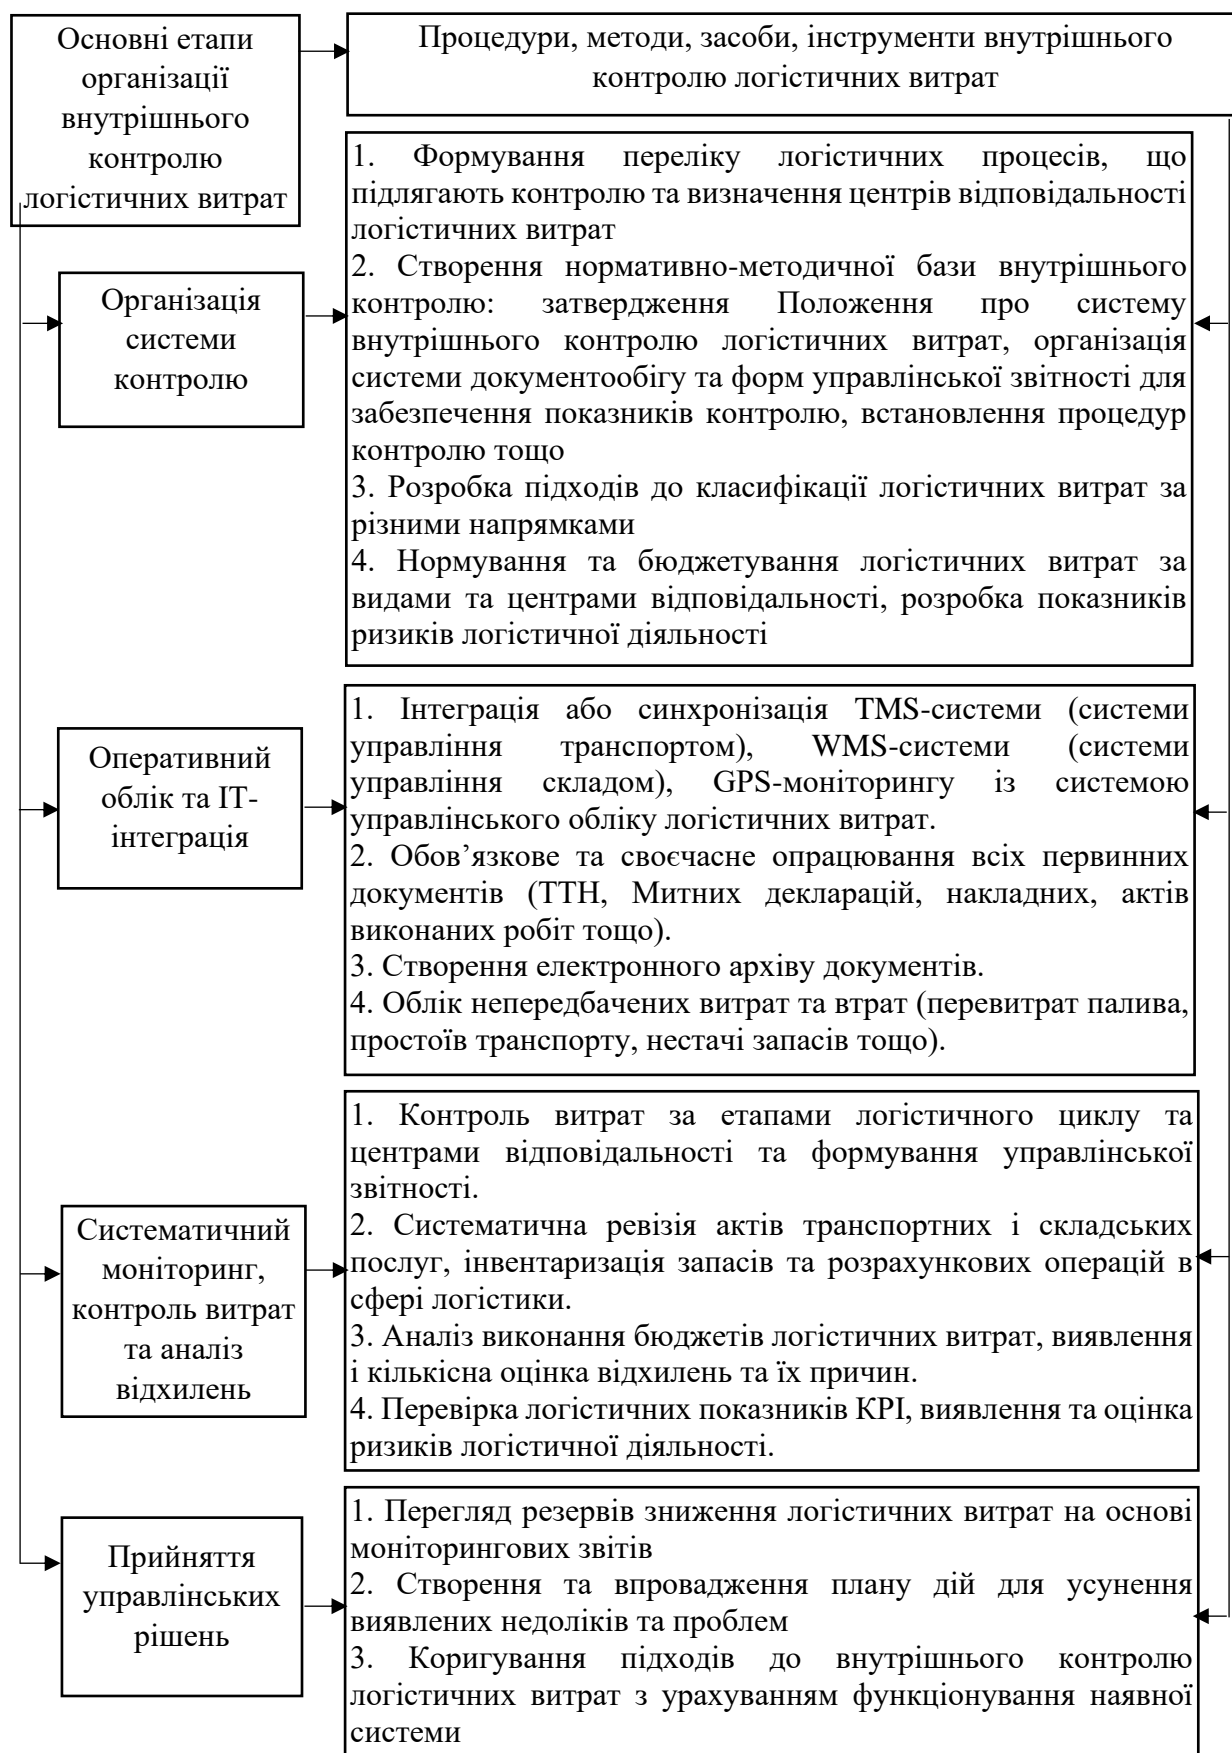 Основні етапи
організації
внутрішнього
контролю
логістичних витрат
Процедури, методи, засоби, інструменти внутрішнього
контролю логістичних витрат
Організація
системи
контролю
1. Формування переліку логістичних процесів, що
підлягають контролю та визначення центрів відповідальності
логістичних витрат
2. Створення нормативно-методичної бази внутрішнього
контролю: затвердження Положення про систему
внутрішнього контролю логістичних витрат, організація
системи документообігу та форм управлінської звітності для
забезпечення показників контролю, встановлення процедур
контролю тощо
3. Розробка підходів до класифікації логістичних витрат за
різними напрямками
4. Нормування та бюджетування логістичних витрат за
видами та центрами відповідальності, розробка показників
ризиків логістичної діяльності
Оперативний
облік та ІТ-
інтеграція
1. Інтеграція або синхронізація TMS-системи (системи
управління транспортом), WMS-системи (системи
управління складом), GPS-моніторингу із системою
управлінського обліку логістичних витрат.
2. Обов’язкове та своєчасне опрацювання всіх первинних
документів (ТТН, Митних декларацій, накладних, актів
виконаних робіт тощо).
3. Створення електронного архіву документів.
4. Облік непередбачених витрат та втрат (перевитрат палива,
простоїв транспорту, нестачі запасів тощо).
Систематичний
моніторинг,
контроль витрат
та аналіз
відхилень
1. Контроль витрат за етапами логістичного циклу та
центрами відповідальності та формування управлінської
звітності.
2. Систематична ревізія актів транспортних і складських
послуг, інвентаризація запасів та розрахункових операцій в
сфері логістики.
3. Аналіз виконання бюджетів логістичних витрат, виявлення
і кількісна оцінка відхилень та їх причин.
4. Перевірка логістичних показників KPI, виявлення та оцінка
ризиків логістичної діяльності.
Прийняття
управлінських
рішень
1. Перегляд резервів зниження логістичних витрат на основі
моніторингових звітів
2. Створення та впровадження плану дій для усунення
виявлених недоліків та проблем
3. Коригування підходів до внутрішнього контролю
логістичних витрат з урахуванням функціонування наявної
системи